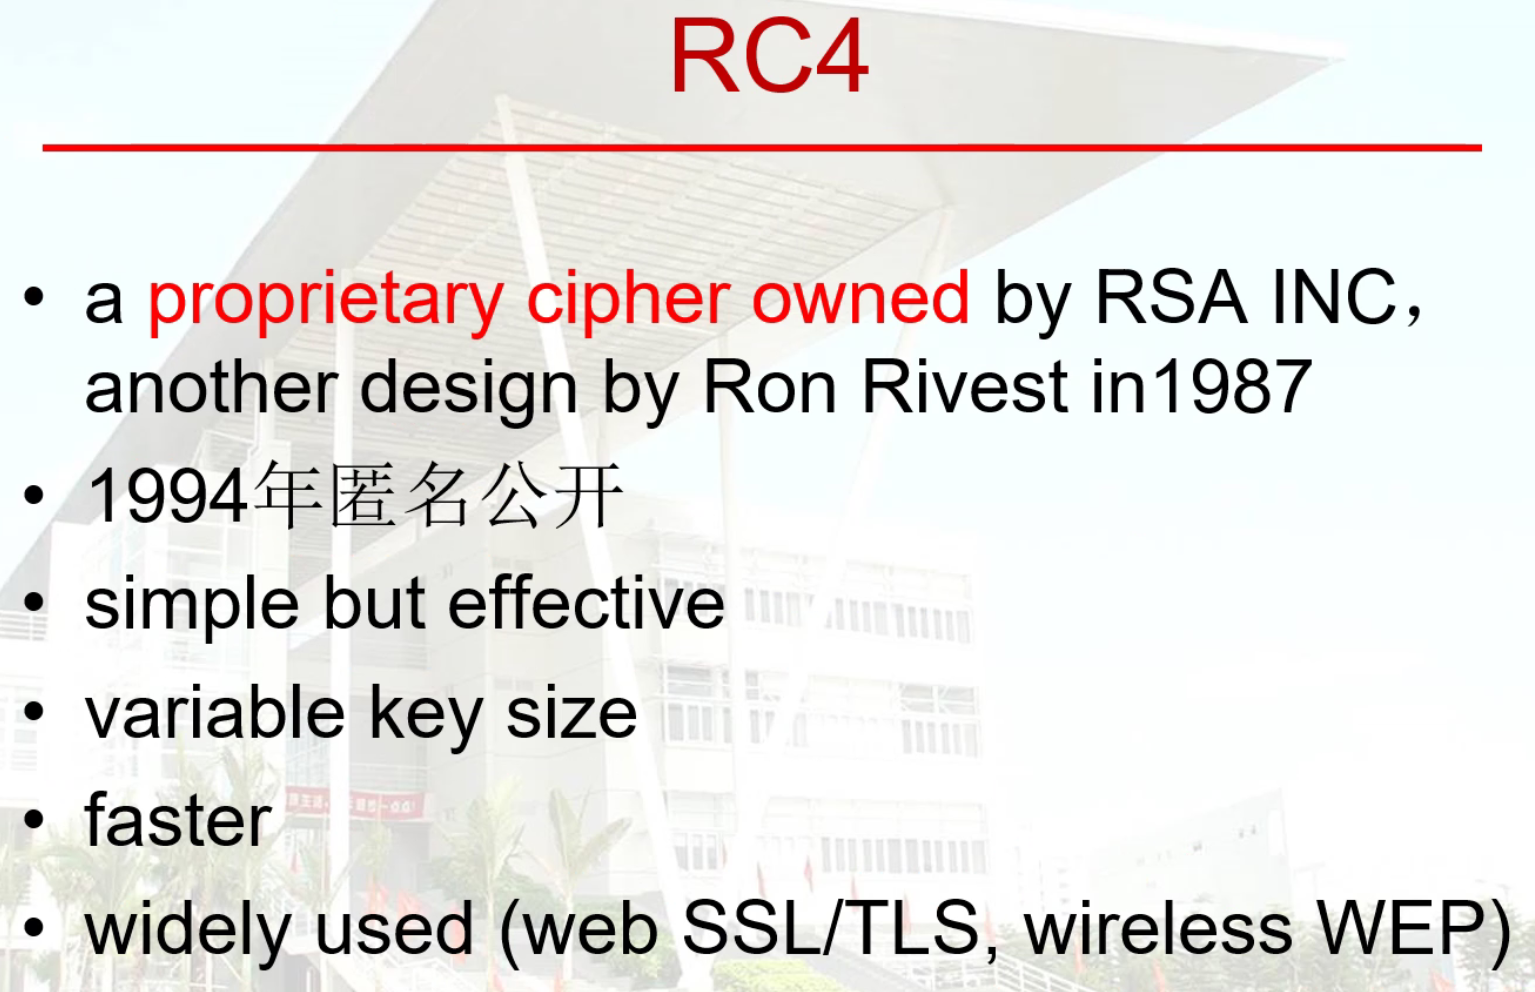 RC4
• a proprietary cipher owned by RSA INC，
another design by Ron Rivest in1987
• 1994年匿名公开
• simple but effective
• variable key size
• faster
• widely used (web SSL/TLS, wireless WEP)